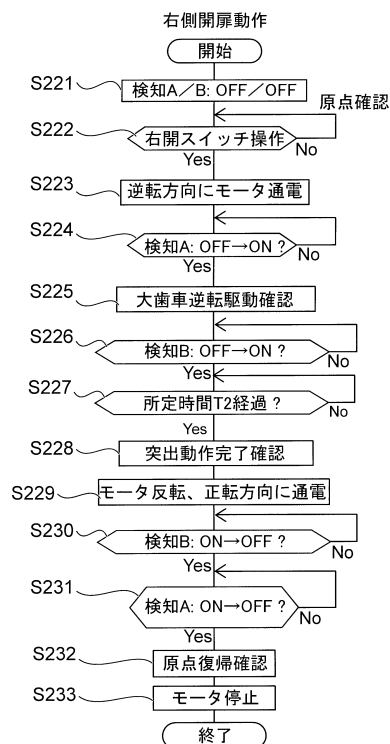 右側開扉動作
開始
S221
検知A／B: OFF／OFF
原点確認
S222
右開スイッチ操作
No
Yes
S223
逆転方向にモータ通電
S224
検知A: OFF→ON ?
No
Yes
S225
大歯車逆転駆動確認
S226
検知B: OFF→ON ?
No
Yes
S227
所定時間T2経過 ?
No
Yes
S228
突出動作完了確認
S229
モータ反転、正転方向に通電
S230
検知B: ON→OFF ?
No
Yes
S231
検知A: ON→OFF ?
No
Yes
S232
原点復帰確認
S233
モータ停止
終了